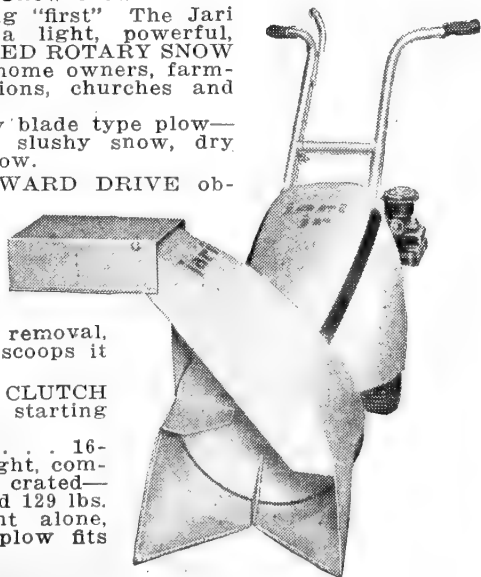 ng “first” The Jari
a light, powerful,
ED ROTARY SNOW
home owners, farm-
ions, churches and
blade type plow—
slushy snow, dry
ow.
WARD DRIVE ob-
Jari
removal,
scoops it
CLUTCH
starting
. . . 16-
ght, com-
crated—
d 129 lbs.
nt alone,
plow fits